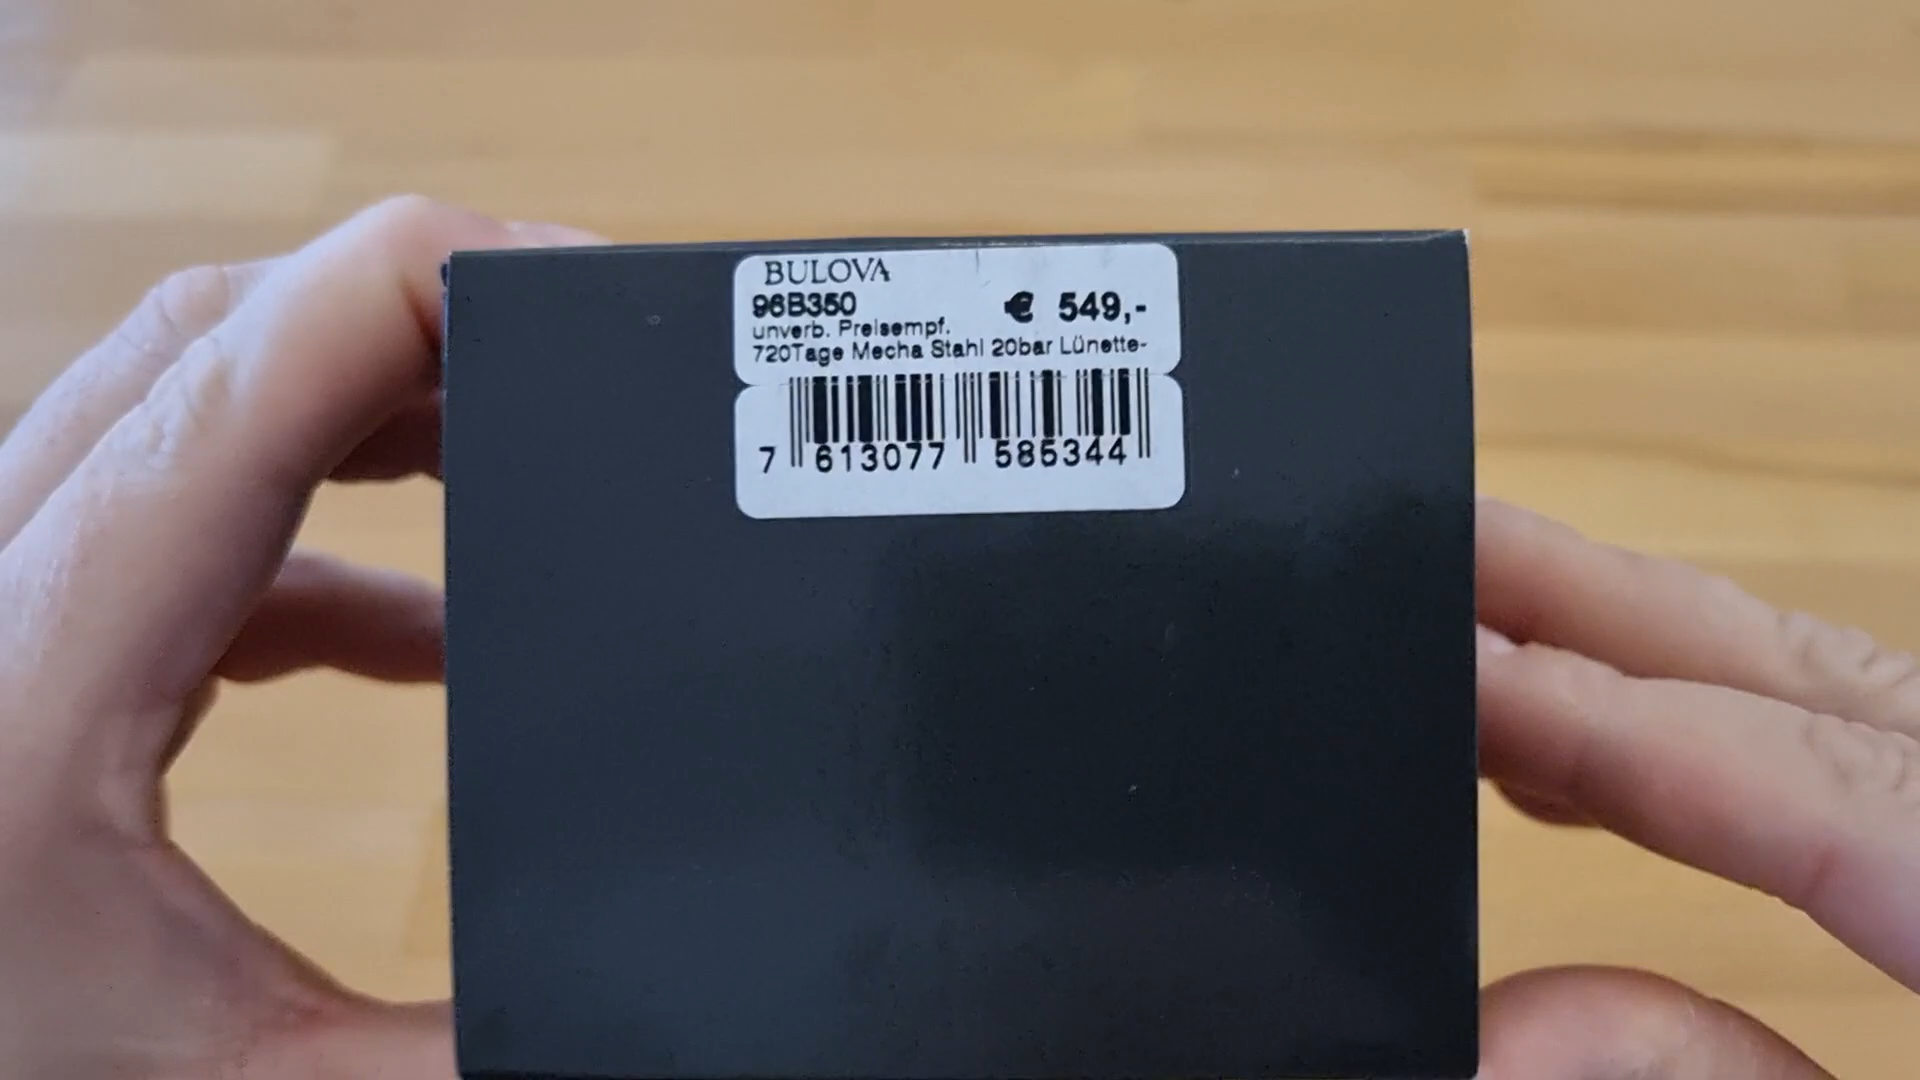 BULOVA
96B350 € 549,-
unverb. Preisempf.
720Tage Mecha Stahl 20bar Lünette-
7 613077 585344